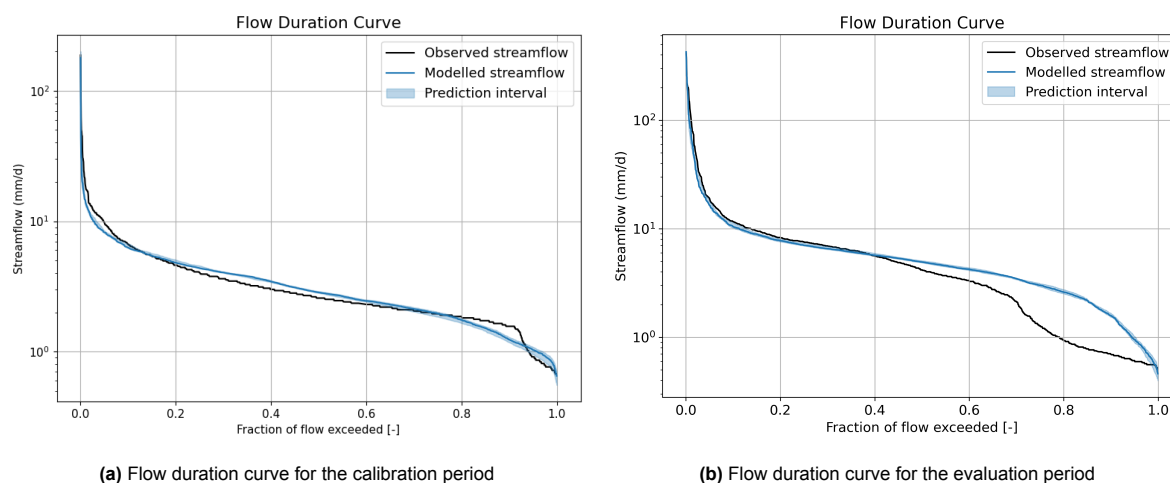 Flow Duration Curve
Observed streamflow
Modelled streamflow
Prediction interval
Streamflow (mm/d)
10²
10¹
10⁰
0.0 0.2 0.4 0.6 0.8 1.0
Fraction of flow exceeded [-]
(a) Flow duration curve for the calibration period
Flow Duration Curve
Observed streamflow
Modelled streamflow
Prediction interval
Streamflow (mm/d)
10²
10¹
10⁰
0.0 0.2 0.4 0.6 0.8 1.0
Fraction of flow exceeded [-]
(b) Flow duration curve for the evaluation period